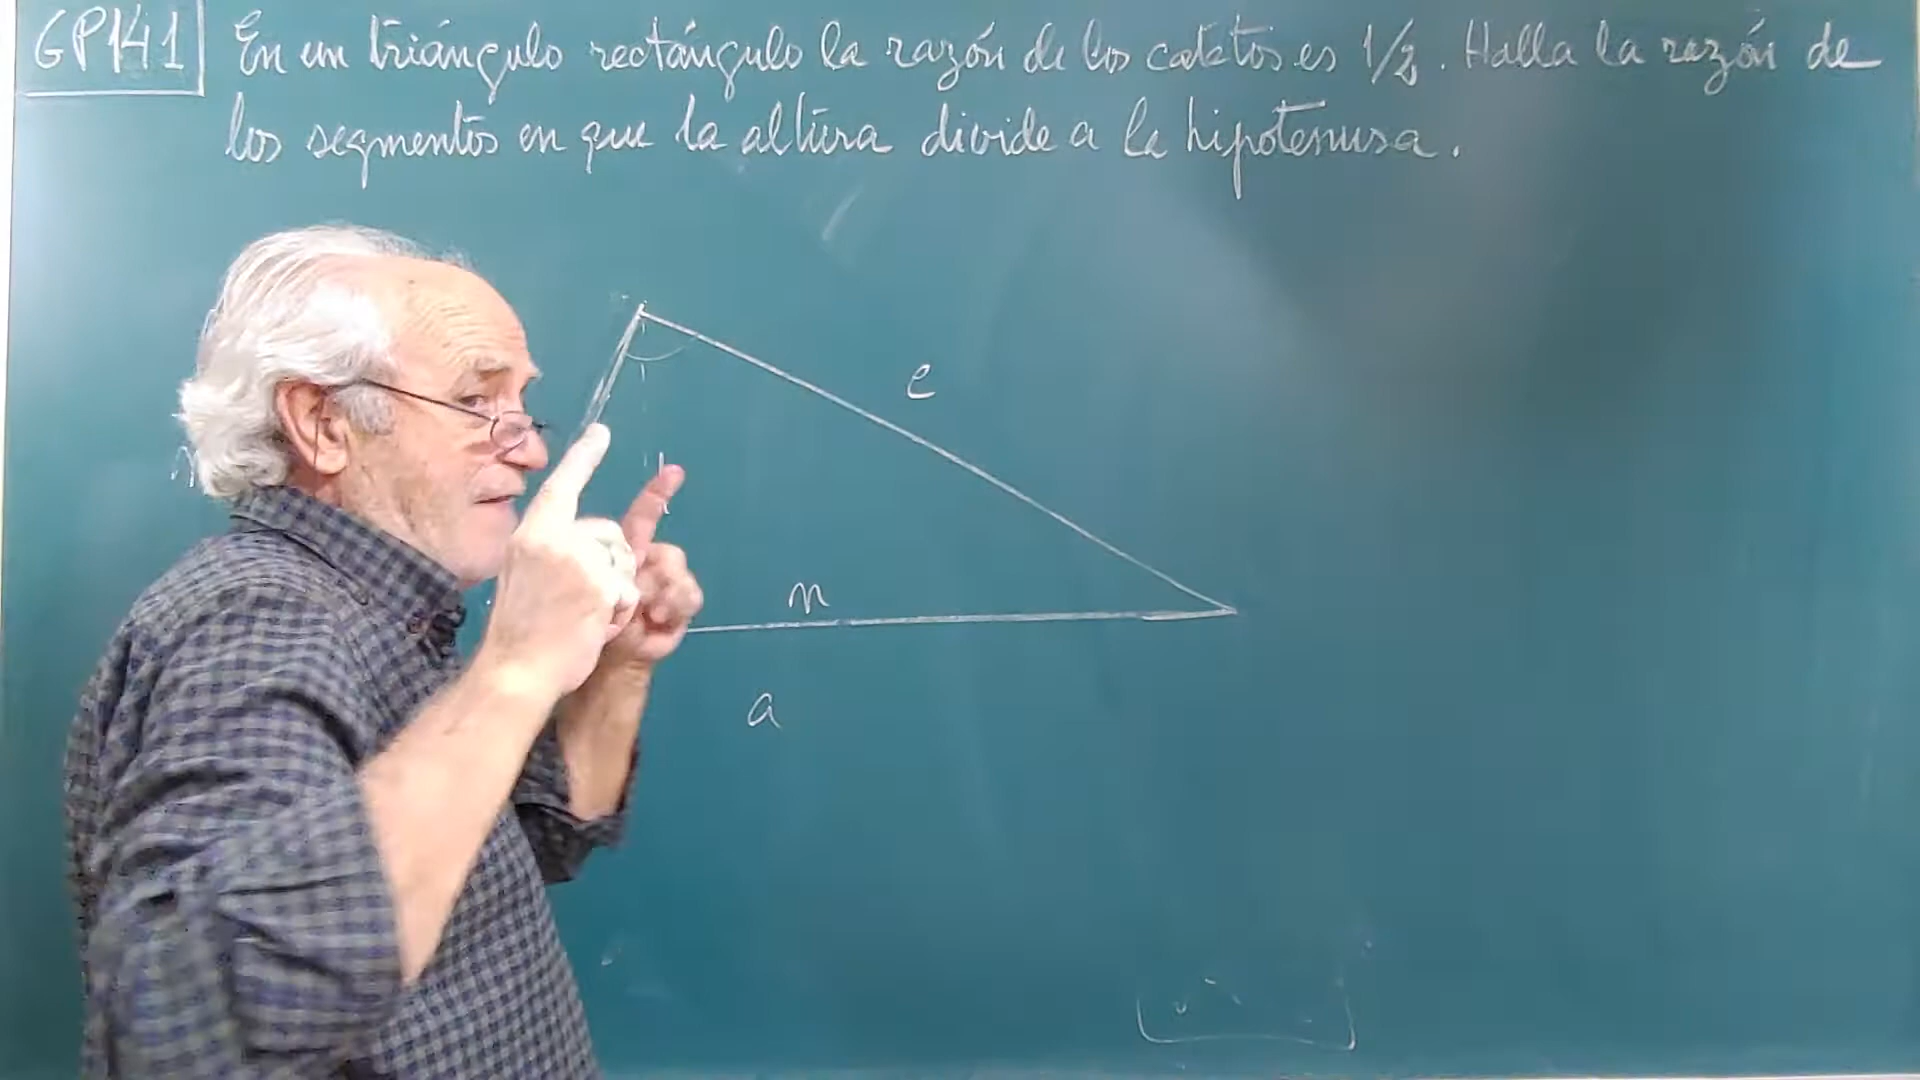 GP141 En un triángulo rectángulo la razón de los catetos es 1/2. Halla la razón de
los segmentos en que la altura divide a la hipotenusa.
c
n
a